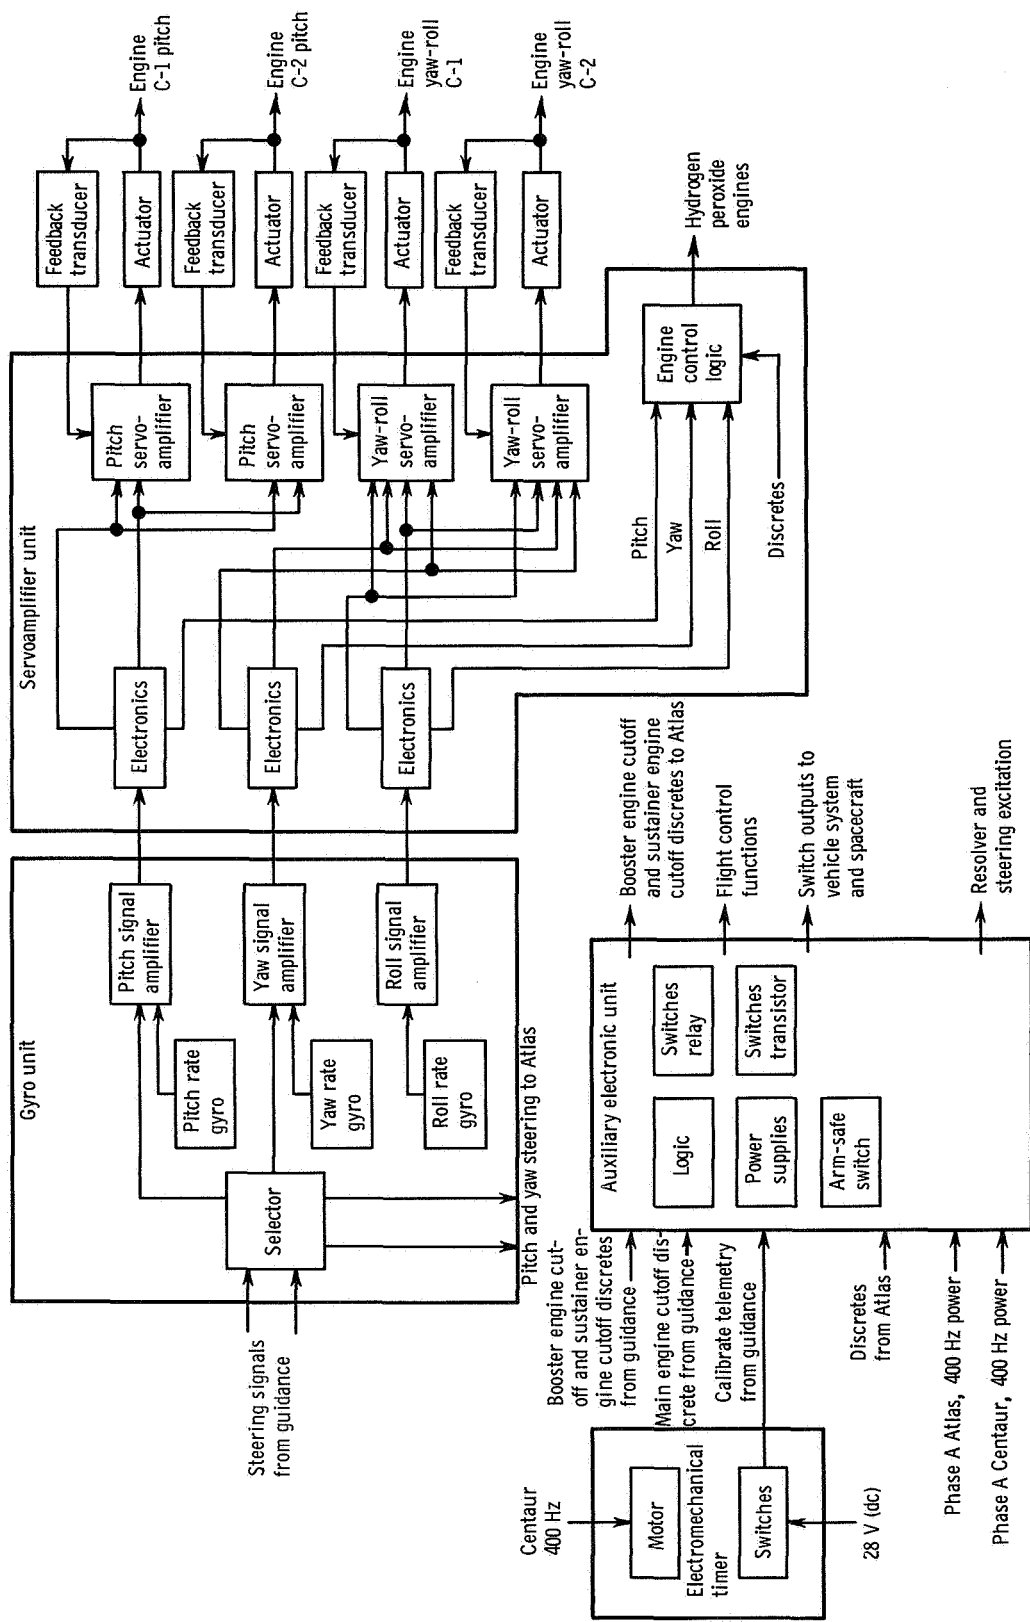 Gyro unit
Steering signals
from guidance
Selector
Pitch rate
gyro
Yaw rate
gyro
Roll rate
gyro
Pitch signal
amplifier
Yaw signal
amplifier
Roll signal
amplifier
Pitch and yaw steering to Atlas
Servoamplifier unit
Electronics
Electronics
Electronics
Pitch
servo-
amplifier
Pitch
servo-
amplifier
Yaw-roll
servo-
amplifier
Yaw-roll
servo-
amplifier
Feedback
transducer
Actuator
Feedback
transducer
Actuator
Feedback
transducer
Actuator
Feedback
transducer
Actuator
Engine
C-1 pitch
Engine
C-2 pitch
Engine
yaw-roll
C-1
Engine
yaw-roll
C-2
Pitch
Yaw
Roll
Discretes
Engine
control
logic
Hydrogen
peroxide
engines
Centaur
400 Hz
Motor
Electromechanical
timer
Switches
28 V (dc)
Booster engine cut-
off and sustainer en-
gine cutoff discretes
from guidance
Main engine cutoff dis-
crete from guidance
Calibrate telemetry
from guidance
Discretes
from Atlas
Phase A Atlas, 400 Hz power
Phase A Centaur, 400 Hz power
Auxiliary electronic unit
Logic
Switches
relay
Power
supplies
Switches
transistor
Arm-safe
switch
Booster engine cutoff
and sustainer engine
cutoff discretes to Atlas
Flight control
functions
Switch outputs to
vehicle system
and spacecraft
Resolver and
steering excitation